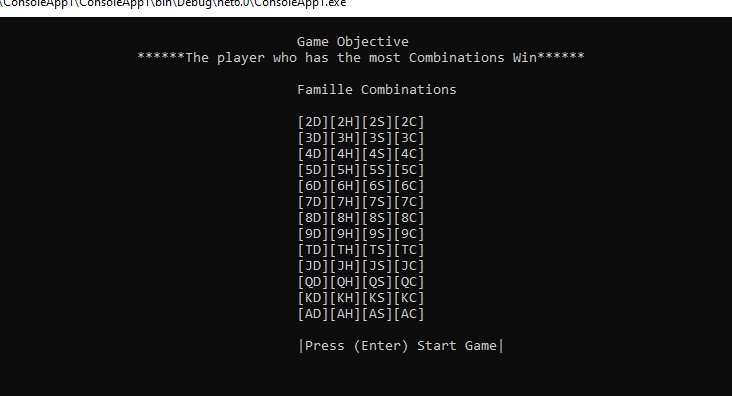 \ConsoleApp1\ConsoleApp1\bin\Debug\net6.0\ConsoleApp1.exe
Game Objective
******The player who has the most Combinations Win******
Famille Combinations
[2D][2H][2S][2C]
[3D][3H][3S][3C]
[4D][4H][4S][4C]
[5D][5H][5S][5C]
[6D][6H][6S][6C]
[7D][7H][7S][7C]
[8D][8H][8S][8C]
[9D][9H][9S][9C]
[TD][TH][TS][TC]
[JD][JH][JS][JC]
[QD][QH][QS][QC]
[KD][KH][KS][KC]
[AD][AH][AS][AC]
|Press (Enter) Start Game|